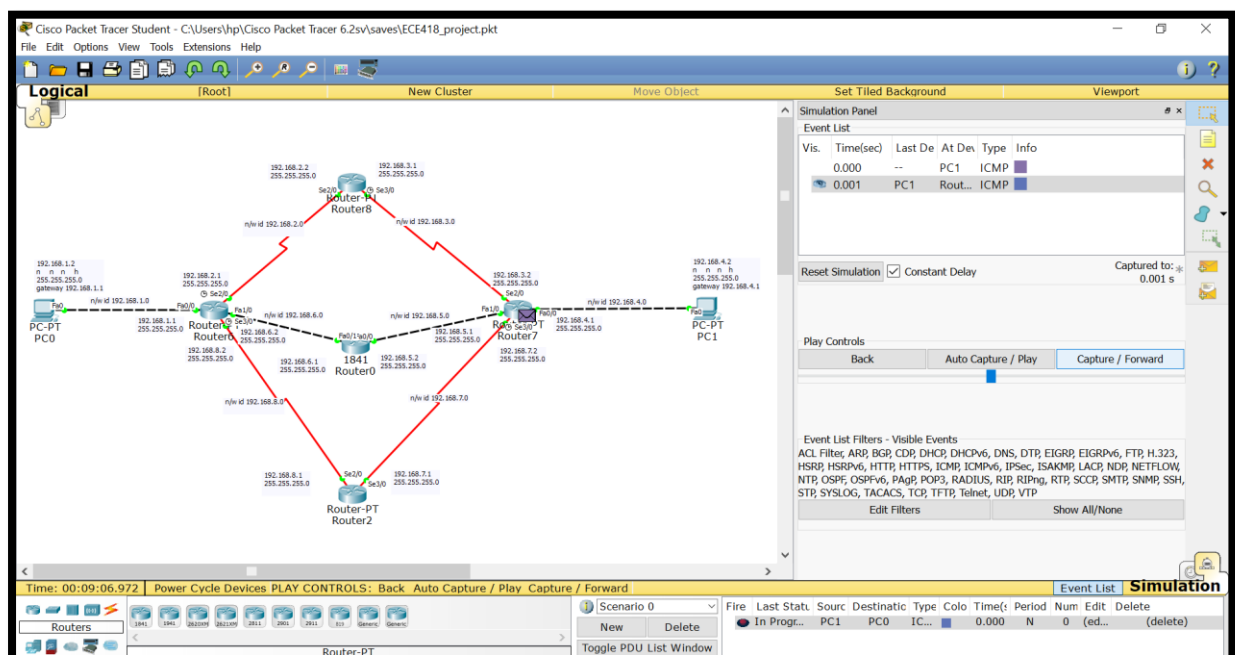 Cisco Packet Tracer Student - C:\Users\hp\Cisco Packet Tracer 6.2sv\saves\ECE418_project.pkt
File Edit Options View Tools Extensions Help
Logical [Root] New Cluster Move Object Set Tiled Background Viewport
192.168.2.2
255.255.255.0
192.168.3.1
255.255.255.0
Se2/0 Se3/0
Router-PT
Router8
n/w id 192.168.2.0
n/w id 192.168.3.0
192.168.1.2
n n n h
255.255.255.0
gateway 192.168.1.1
192.168.2.1
255.255.255.0
Se2/0
192.168.3.2
255.255.255.0
Se2/0
192.168.4.2
n n n h
255.255.255.0
gateway 192.168.4.1
Fa0
n/w id 192.168.1.0
Fa0/0
Fa1/0
n/w id 192.168.6.0
n/w id 192.168.5.0
Fa1/0
Fa0/0
n/w id 192.168.4.0
Fa0
PC-PT
PC0
192.168.1.1
255.255.255.0
Se3/0
Router6
192.168.6.2
255.255.255.0
192.168.8.2
255.255.255.0
192.168.6.1
255.255.255.0
1841
Router0
192.168.5.2
255.255.255.0
192.168.5.1
255.255.255.0
Se3/0
Router7
192.168.4.1
255.255.255.0
192.168.7.2
255.255.255.0
PC-PT
PC1
n/w id 192.168.8.0
n/w id 192.168.7.0
192.168.8.1
255.255.255.0
Se2/0
Se3/0
192.168.7.1
255.255.255.0
Router-PT
Router2
Simulation Panel
Event List
Vis. Time(sec) Last De At Dev Type Info
0.000 -- PC1 ICMP
0.001 PC1 Rout... ICMP
Reset Simulation Constant Delay
Captured to: *
0.001 s
Play Controls
Back Auto Capture / Play Capture / Forward
Event List Filters - Visible Events
ACL Filter, ARP, BGP, CDP, DHCP, DHCPv6, DNS, DTP, EIGRP, EIGRPv6, FTP, H.323,
HSRP, HSRPv6, HTTP, HTTPS, ICMP, ICMPv6, IPSec, ISAKMP, LACP, NDP, NETFLOW,
NTP, OSPF, OSPFv6, PAgP, POP3, RADIUS, RIP, RIPng, RTP, SCCP, SMTP, SNMP, SSH,
STP, SYSLOG, TACACS, TCP, TFTP, Telnet, UDP, VTP
Edit Filters Show All/None
Time: 00:09:06.972 Power Cycle Devices PLAY CONTROLS: Back Auto Capture / Play Capture / Forward
Event List Simulation
Routers
1841 1941 2620XM 2621XM 2811 2901 2911 819 Generic Generic
Router-PT
Scenario 0
New Delete
Toggle PDU List Window
Fire Last Statu Sourc Destinatic Type Colo Time(s Period Num Edit Delete
In Progr... PC1 PC0 IC... 0.000 N 0 (ed... (delete)